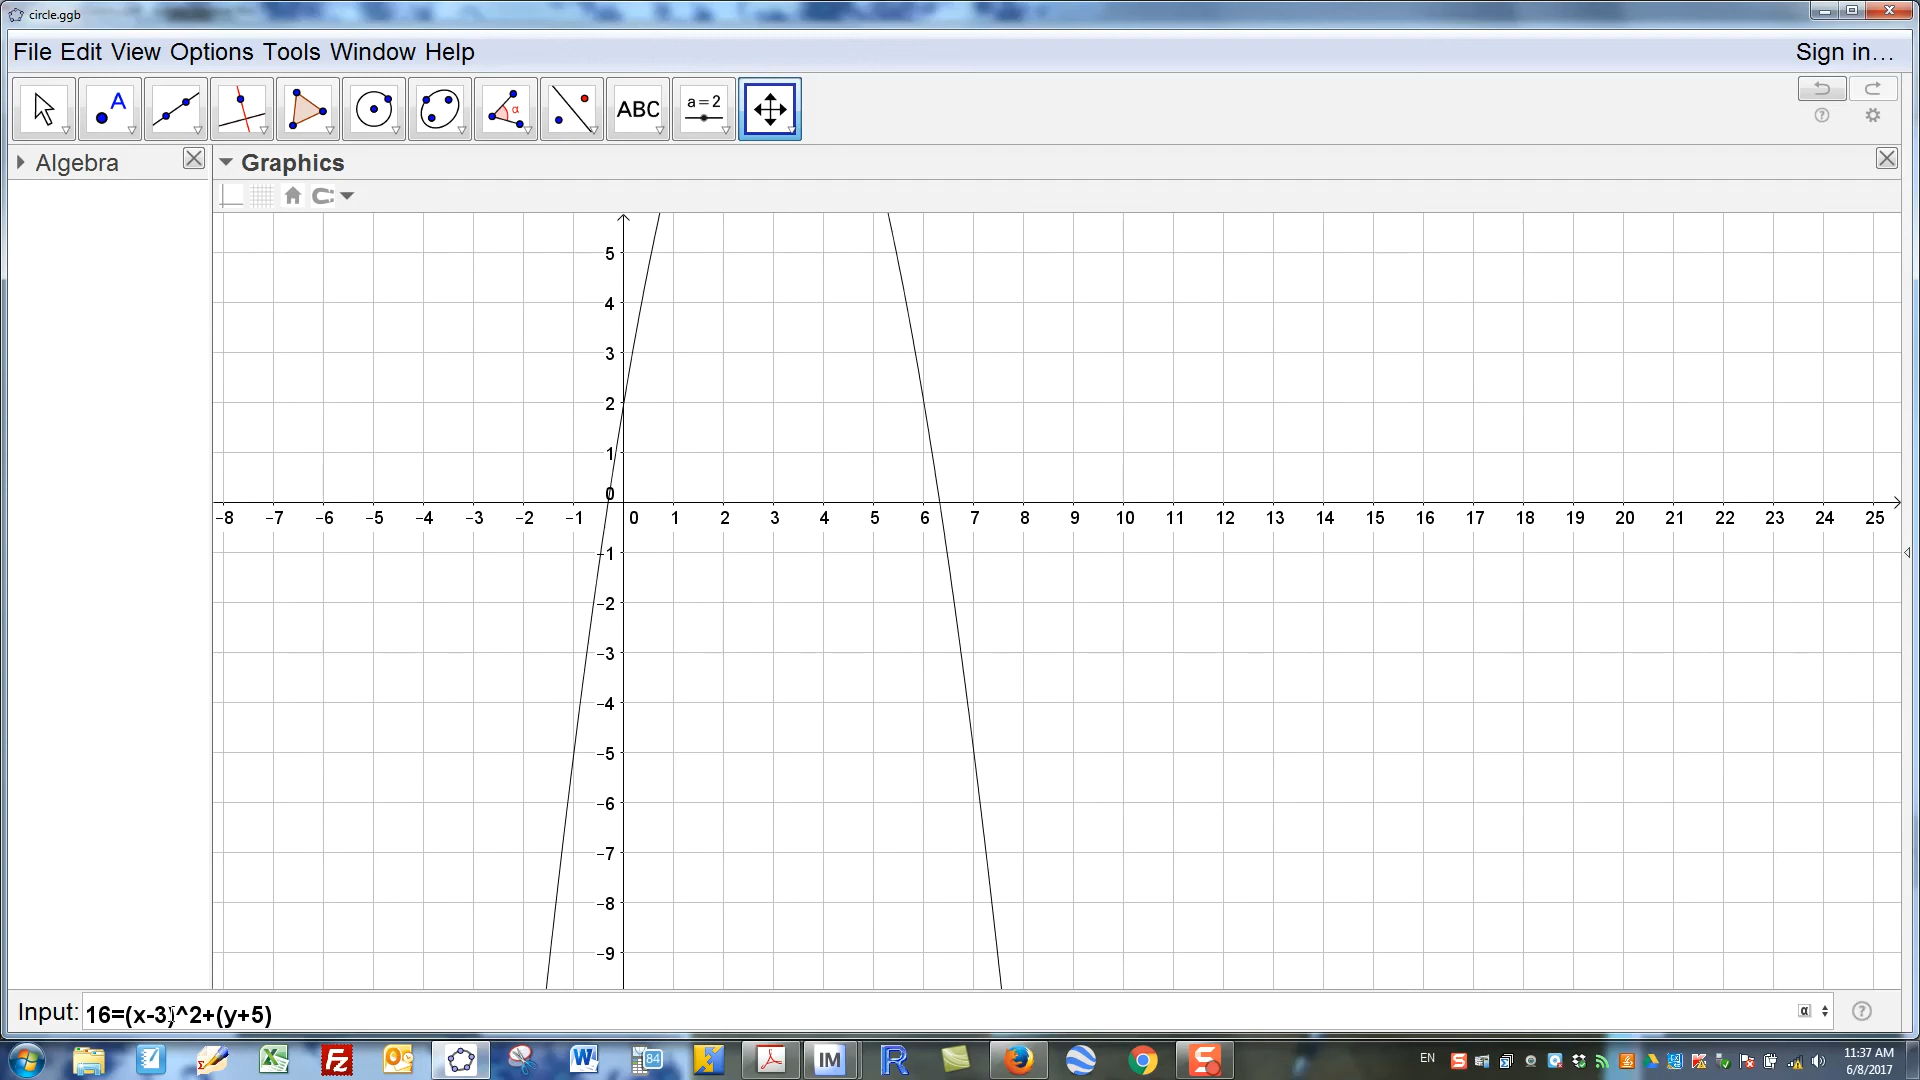 circle.ggb
File Edit View Options Tools Window Help
Sign in...
A
α
ABC
a=2
Algebra
Graphics
5
4
3
2
1
0
−8 −7 −6 −5 −4 −3 −2 −1 0 1 2 3 4 5 6 7 8 9 10 11 12 13 14 15 16 17 18 19 20 21 22 23 24 25
−1
−2
−3
−4
−5
−6
−7
−8
−9
Input: 16=(x-3)^2+(y+5)
α
EN
11:37 AM
6/8/2017
Fz
W
84
IM
R
S